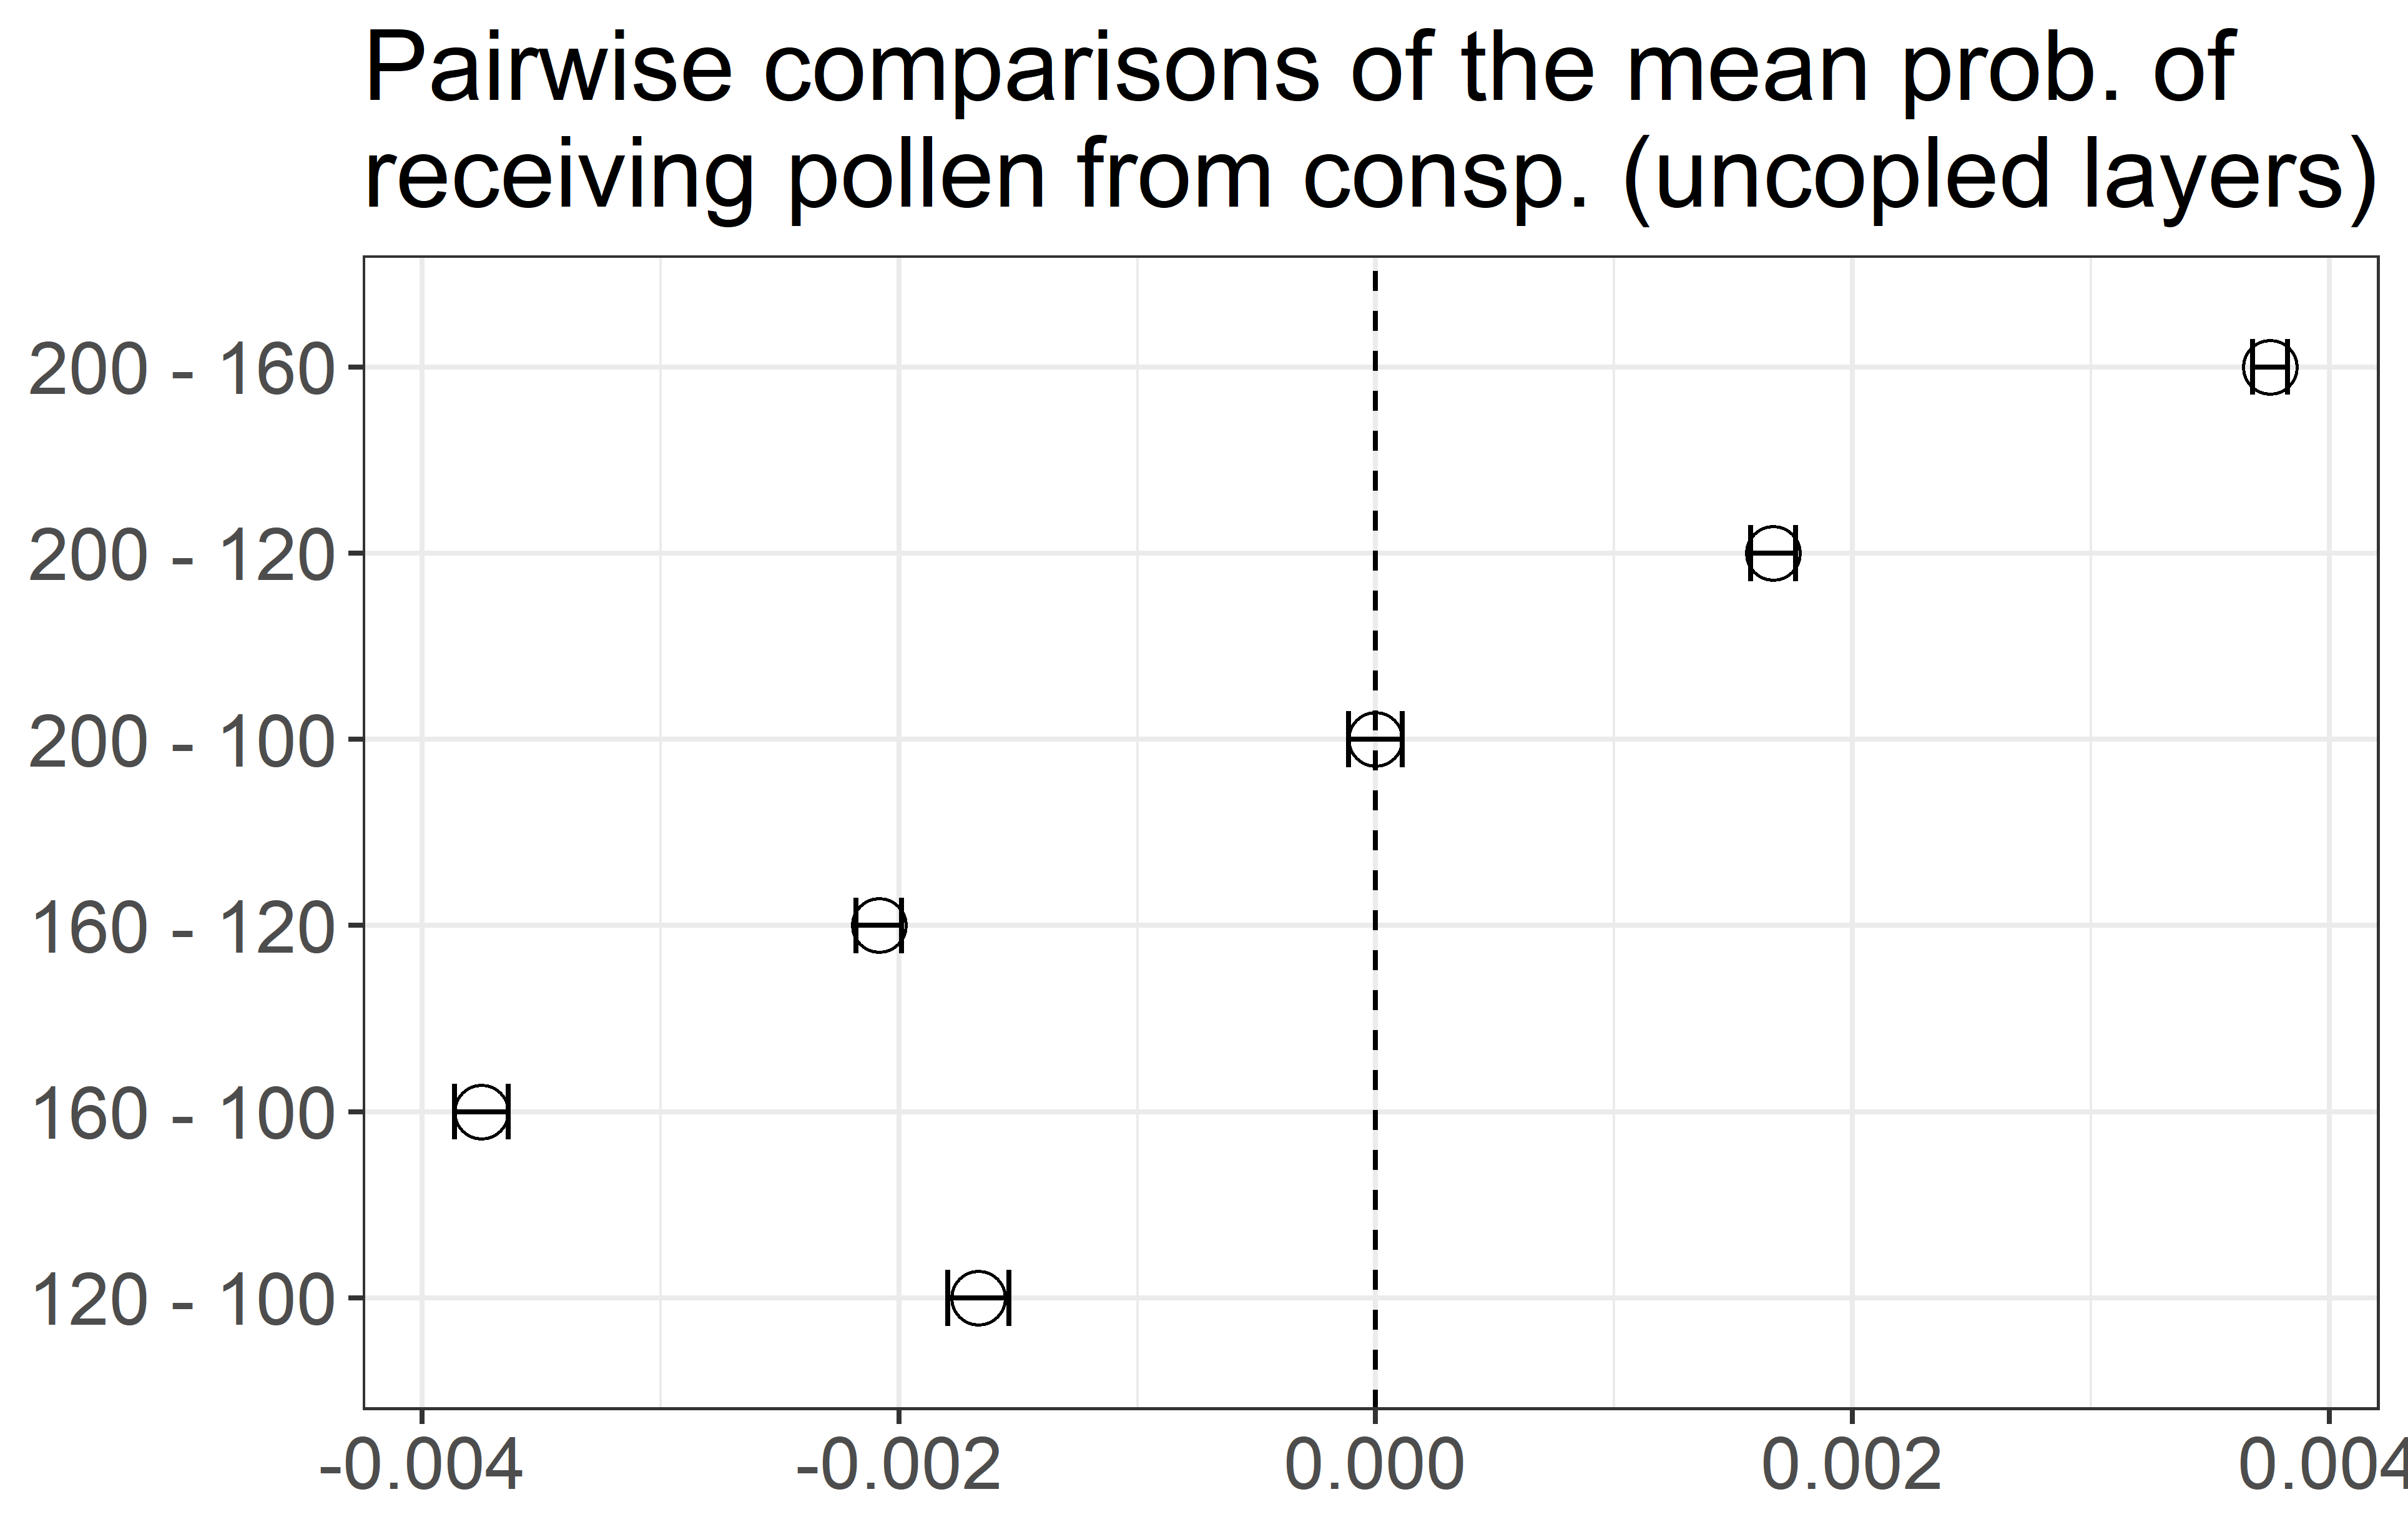 Pairwise comparisons of the mean prob. of
receiving pollen from consp. (uncopled layers)
200 - 160
200 - 120
200 - 100
160 - 120
160 - 100
120 - 100
-0.004 -0.002 0.000 0.002 0.004